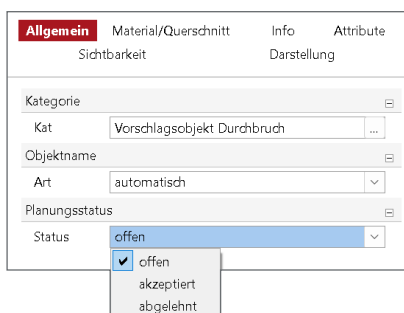 Allgemein Material/Querschnitt Info Attribute
Sichtbarkeit Darstellung
Kategorie
Kat Vorschlagsobjekt Durchbruch ...
Objektname
Art automatisch
Planungsstatus
Status offen
offen
akzeptiert
abgelehnt